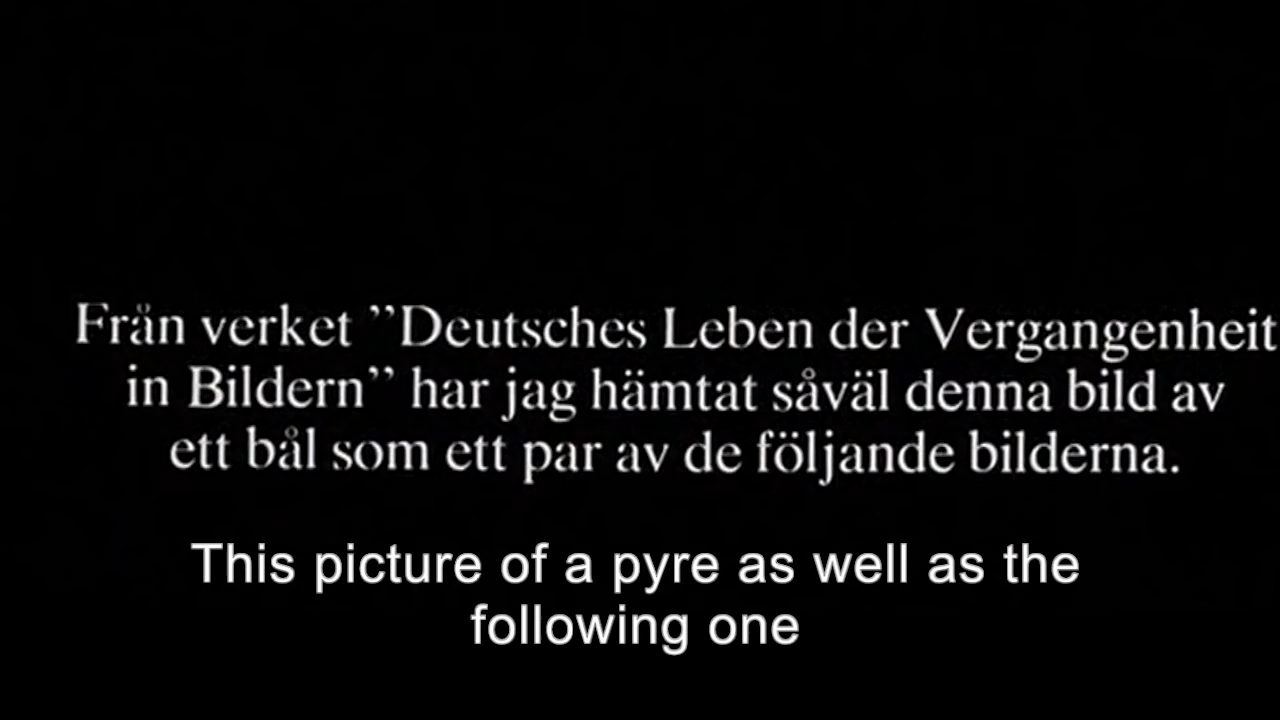 Från verket ”Deutsches Leben der Vergangenheit
in Bildern” har jag hämtat såväl denna bild av
ett bål som ett par av de följande bilderna.
This picture of a pyre as well as the
following one